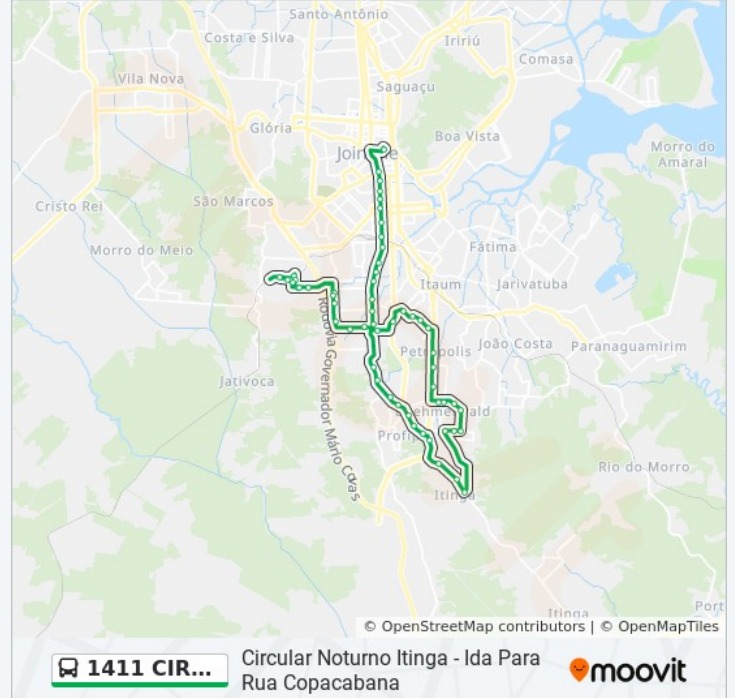 Santo Antônio
Costa e Silva
Iririú
Comasa
Vila Nova
Saguaçu
Glória
Boa Vista
Morro do
Amaral
Cristo Rei
São Marcos
Morro do Meio
Fátima
Itaum
Jarivatuba
Rodovia Governador Mário Covas
João Costa
Paranaguamirim
Petrópolis
Jativoca
Profip
Rio do Morro
Itinga
Itinga
© OpenStreetMap contributors | © OpenMapTiles
1411 CIR...
Circular Noturno Itinga - Ida Para
Rua Copacabana
moovit